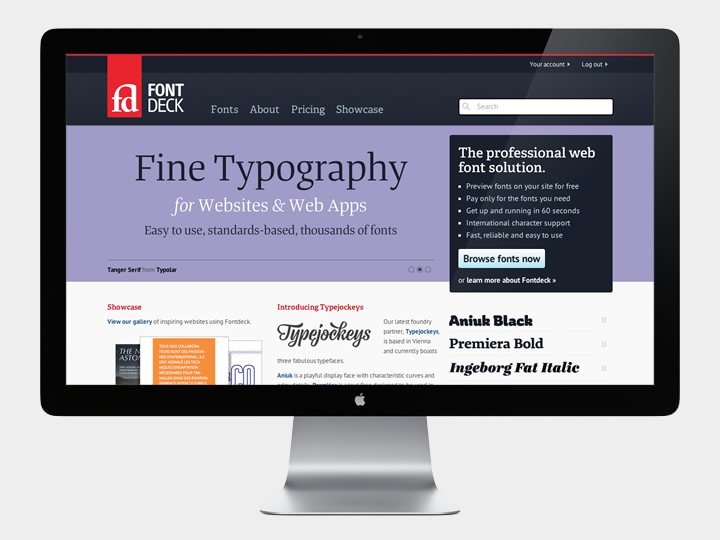 Your account
Log out
fd
FONT
DECK
Fonts
About
Pricing
Showcase
Search
Fine Typography
for Websites & Web Apps
Easy to use, standards-based, thousands of fonts
Tanger Serif from Typolar
The professional web
font solution.
Preview fonts on your site for free
Pay only for the fonts you need
Get up and running in 60 seconds
International character support
Fast, reliable and easy to use
Browse fonts now
or learn more about Fontdeck »
Showcase
View our gallery of inspiring websites using Fontdeck.
THE N
ASTON
TROIS NOUS
Introducing Typejockeys
Typejockeys
Our latest foundry
partner, Typejockeys,
is based in Vienna
and currently boasts
three fabulous typefaces.
Aniuk is a playful display face with characteristic curves and
Aniuk Black
Premiera Bold
Ingeborg Fat Italic